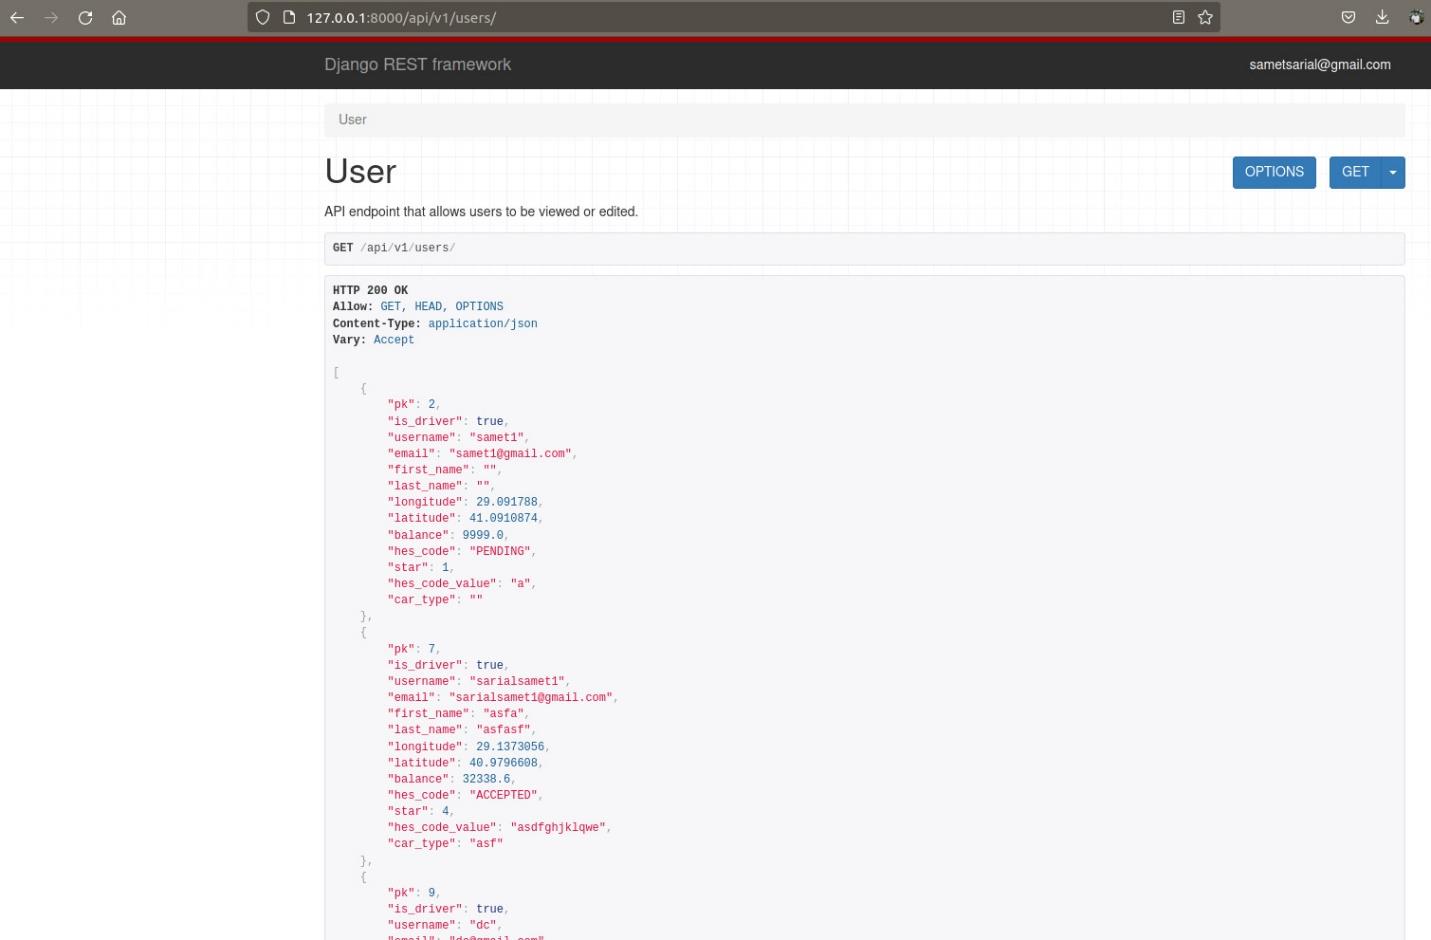 127.0.0.1:8000/api/v1/users/
Django REST framework
sametsarial@gmail.com
User
User
OPTIONS
GET
API endpoint that allows users to be viewed or edited.
GET /api/v1/users/
HTTP 200 OK
Allow: GET, HEAD, OPTIONS
Content-Type: application/json
Vary: Accept
[
{
"pk": 2,
"is_driver": true,
"username": "samet1",
"email": "samet1@gmail.com",
"first_name": "",
"last_name": "",
"longitude": 29.091788,
"latitude": 41.0910874,
"balance": 9999.0,
"hes_code": "PENDING",
"star": 1,
"hes_code_value": "a",
"car_type": ""
},
{
"pk": 7,
"is_driver": true,
"username": "sarialsamet1",
"email": "sarialsamet1@gmail.com",
"first_name": "asfa",
"last_name": "asfasf",
"longitude": 29.1373056,
"latitude": 40.9796608,
"balance": 32338.6,
"hes_code": "ACCEPTED",
"star": 4,
"hes_code_value": "asdfghjklqwe",
"car_type": "asf"
},
{
"pk": 9,
"is_driver": true,
"username": "dc",
"email": "dc@gmail.com"